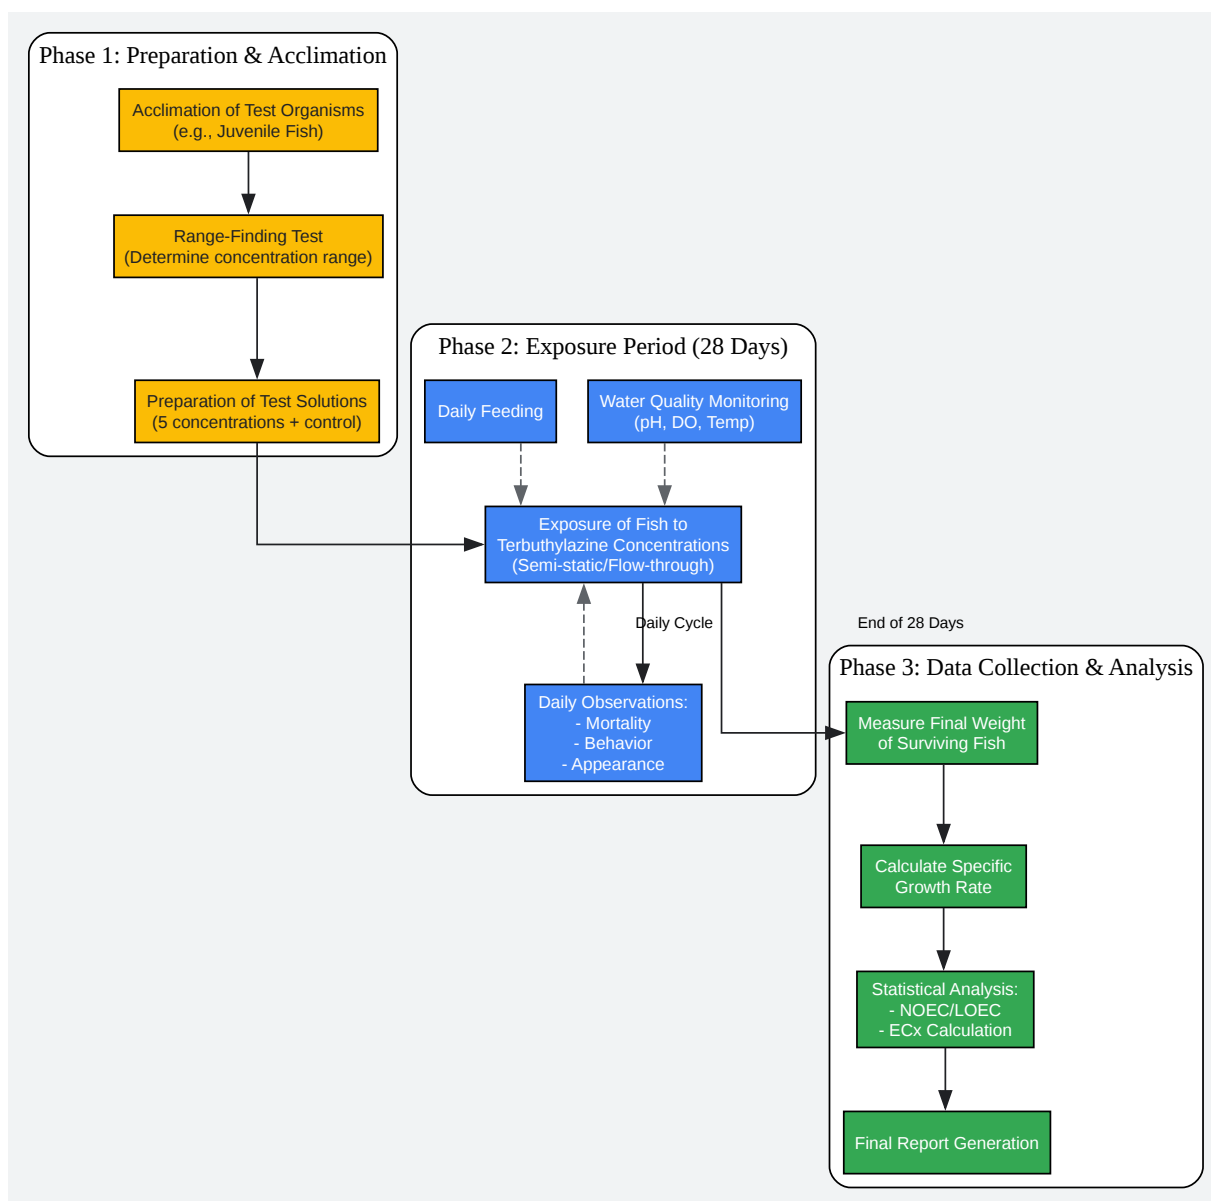 Phase 1: Preparation & Acclimation
Acclimation of Test Organisms
(e.g., Juvenile Fish)
Range-Finding Test
(Determine concentration range)
Preparation of Test Solutions
(5 concentrations + control)
Phase 2: Exposure Period (28 Days)
Daily Feeding
Water Quality Monitoring
(pH, DO, Temp)
Exposure of Fish to
Terbuthylazine Concentrations
(Semi-static/Flow-through)
Daily Cycle
Daily Observations:
- Mortality
- Behavior
- Appearance
End of 28 Days
Phase 3: Data Collection & Analysis
Measure Final Weight
of Surviving Fish
Calculate Specific
Growth Rate
Statistical Analysis:
- NOEC/LOEC
- ECx Calculation
Final Report Generation